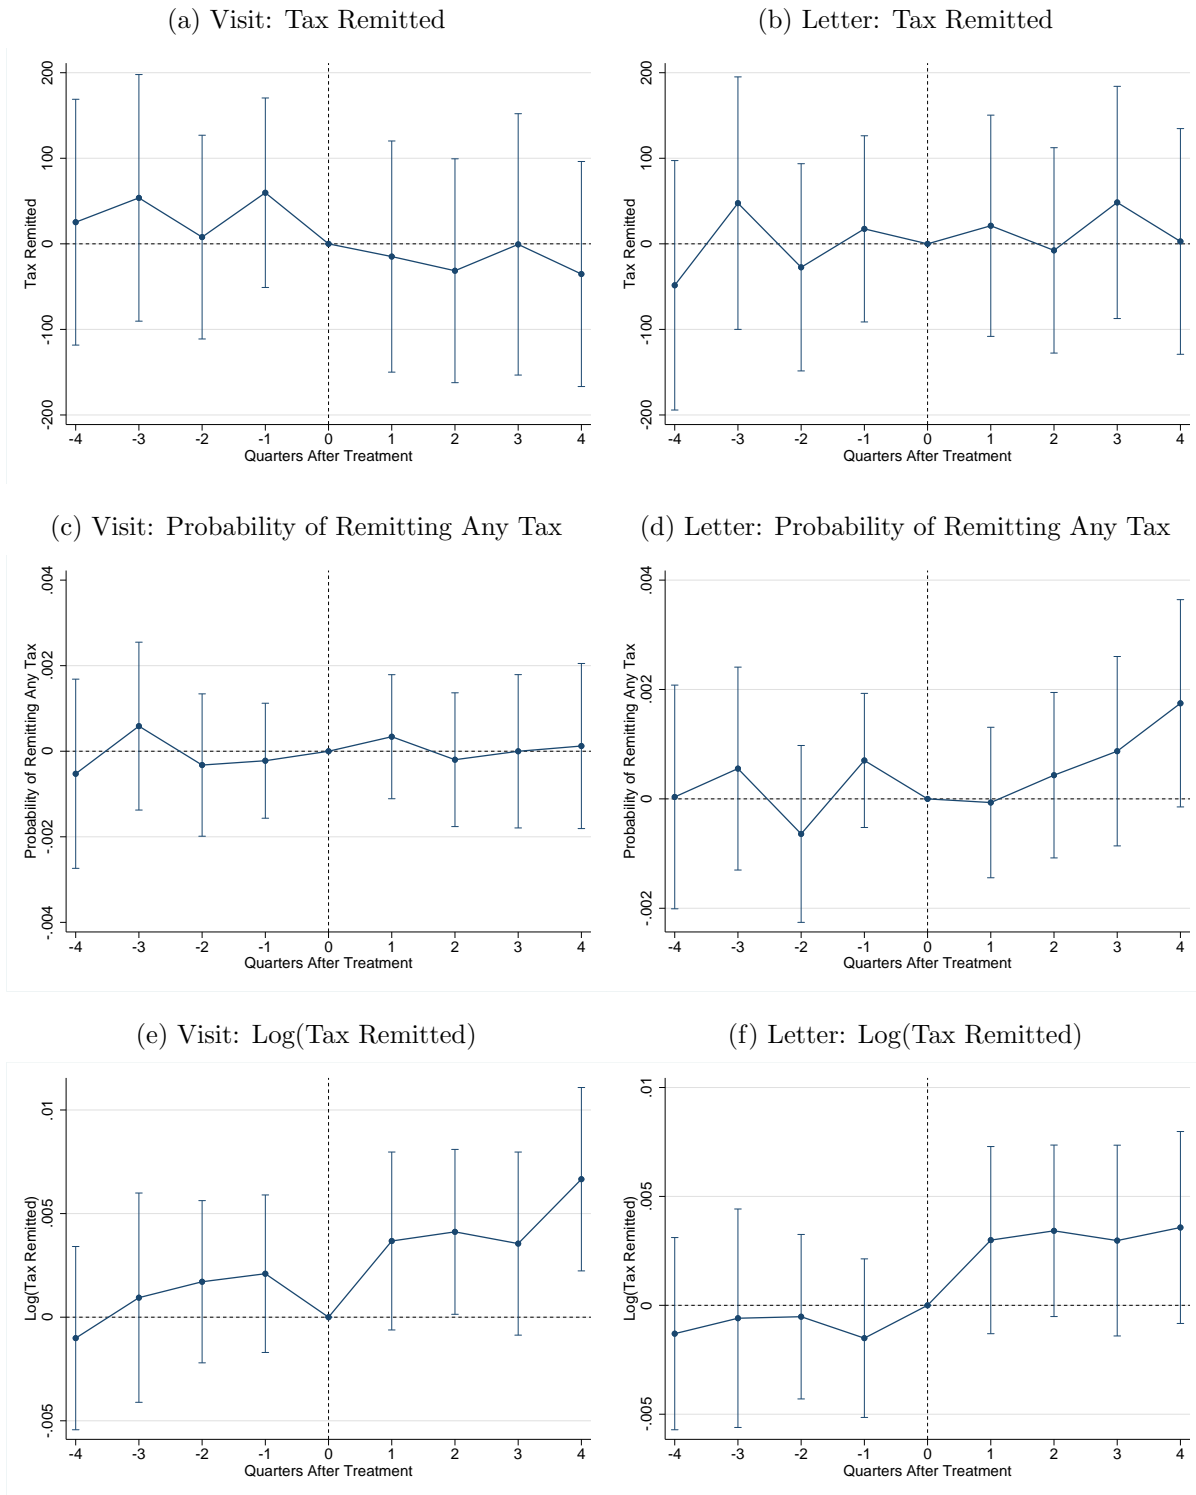 (a) Visit: Tax Remitted
200
100
0
-100
-200
Tax Remitted
-4 -3 -2 -1 0 1 2 3 4
Quarters After Treatment
(b) Letter: Tax Remitted
200
100
0
-100
-200
Tax Remitted
-4 -3 -2 -1 0 1 2 3 4
Quarters After Treatment
(c) Visit: Probability of Remitting Any Tax
.004
.002
0
-.002
-.004
Probability of Remitting Any Tax
-4 -3 -2 -1 0 1 2 3 4
Quarters After Treatment
(d) Letter: Probability of Remitting Any Tax
.004
.002
0
-.002
Probability of Remitting Any Tax
-4 -3 -2 -1 0 1 2 3 4
Quarters After Treatment
(e) Visit: Log(Tax Remitted)
.01
.005
0
-.005
Log(Tax Remitted)
-4 -3 -2 -1 0 1 2 3 4
Quarters After Treatment
(f) Letter: Log(Tax Remitted)
.01
.005
0
-.005
Log(Tax Remitted)
-4 -3 -2 -1 0 1 2 3 4
Quarters After Treatment